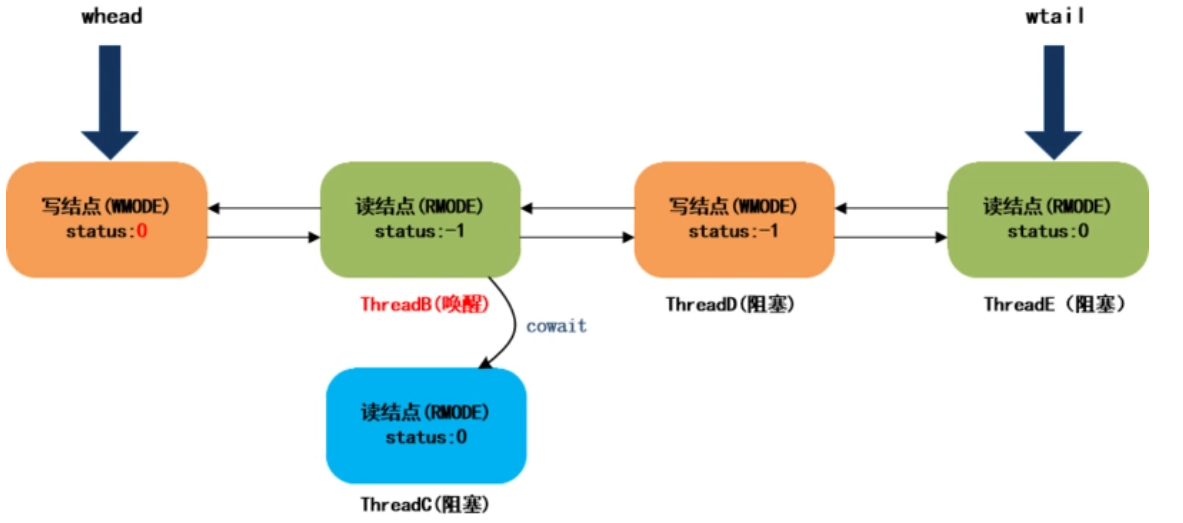 whead
wtail
写结点(WMODE)
status:0
读结点(RMODE)
status:-1
写结点(WMODE)
status:-1
读结点(RMODE)
status:0
ThreadB(唤醒)
ThreadD(阻塞)
ThreadE（阻塞）
cowait
读结点(RMODE)
status:0
ThreadC(阻塞)